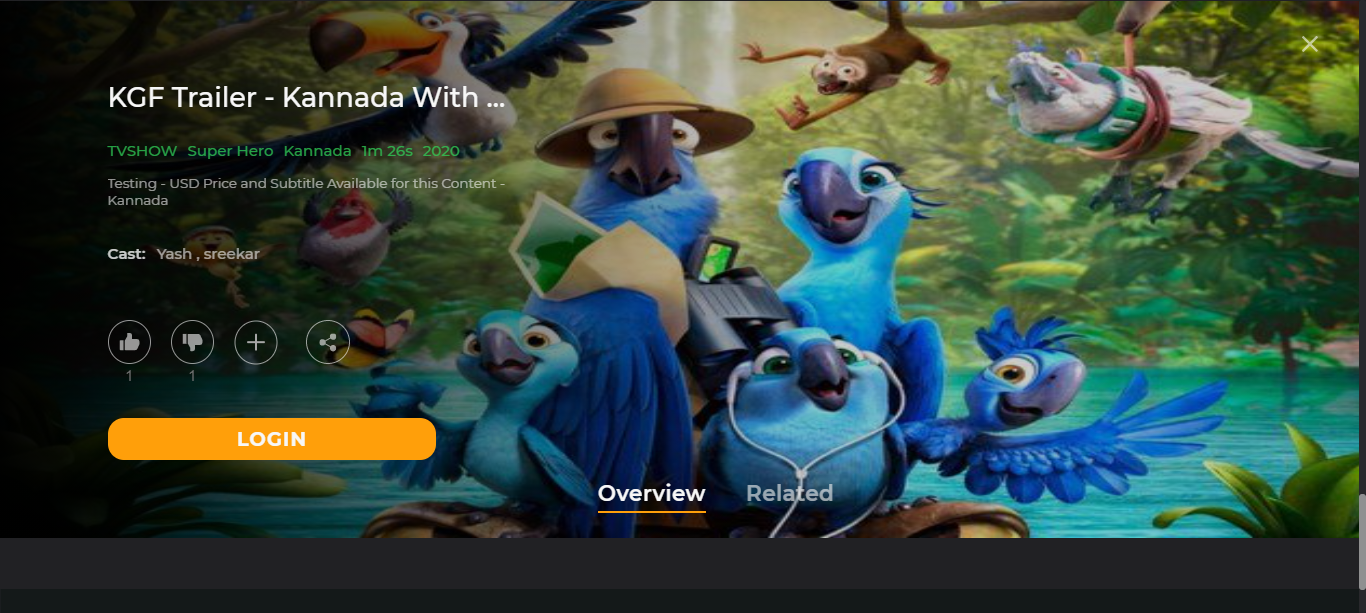 KGF Trailer - Kannada With ...
TVSHOW Super Hero Kannada 1m 26s 2020
Testing - USD Price and Subtitle Available for this Content -
Kannada
Cast: Yash , sreekar
1 1
LOGIN
Overview Related